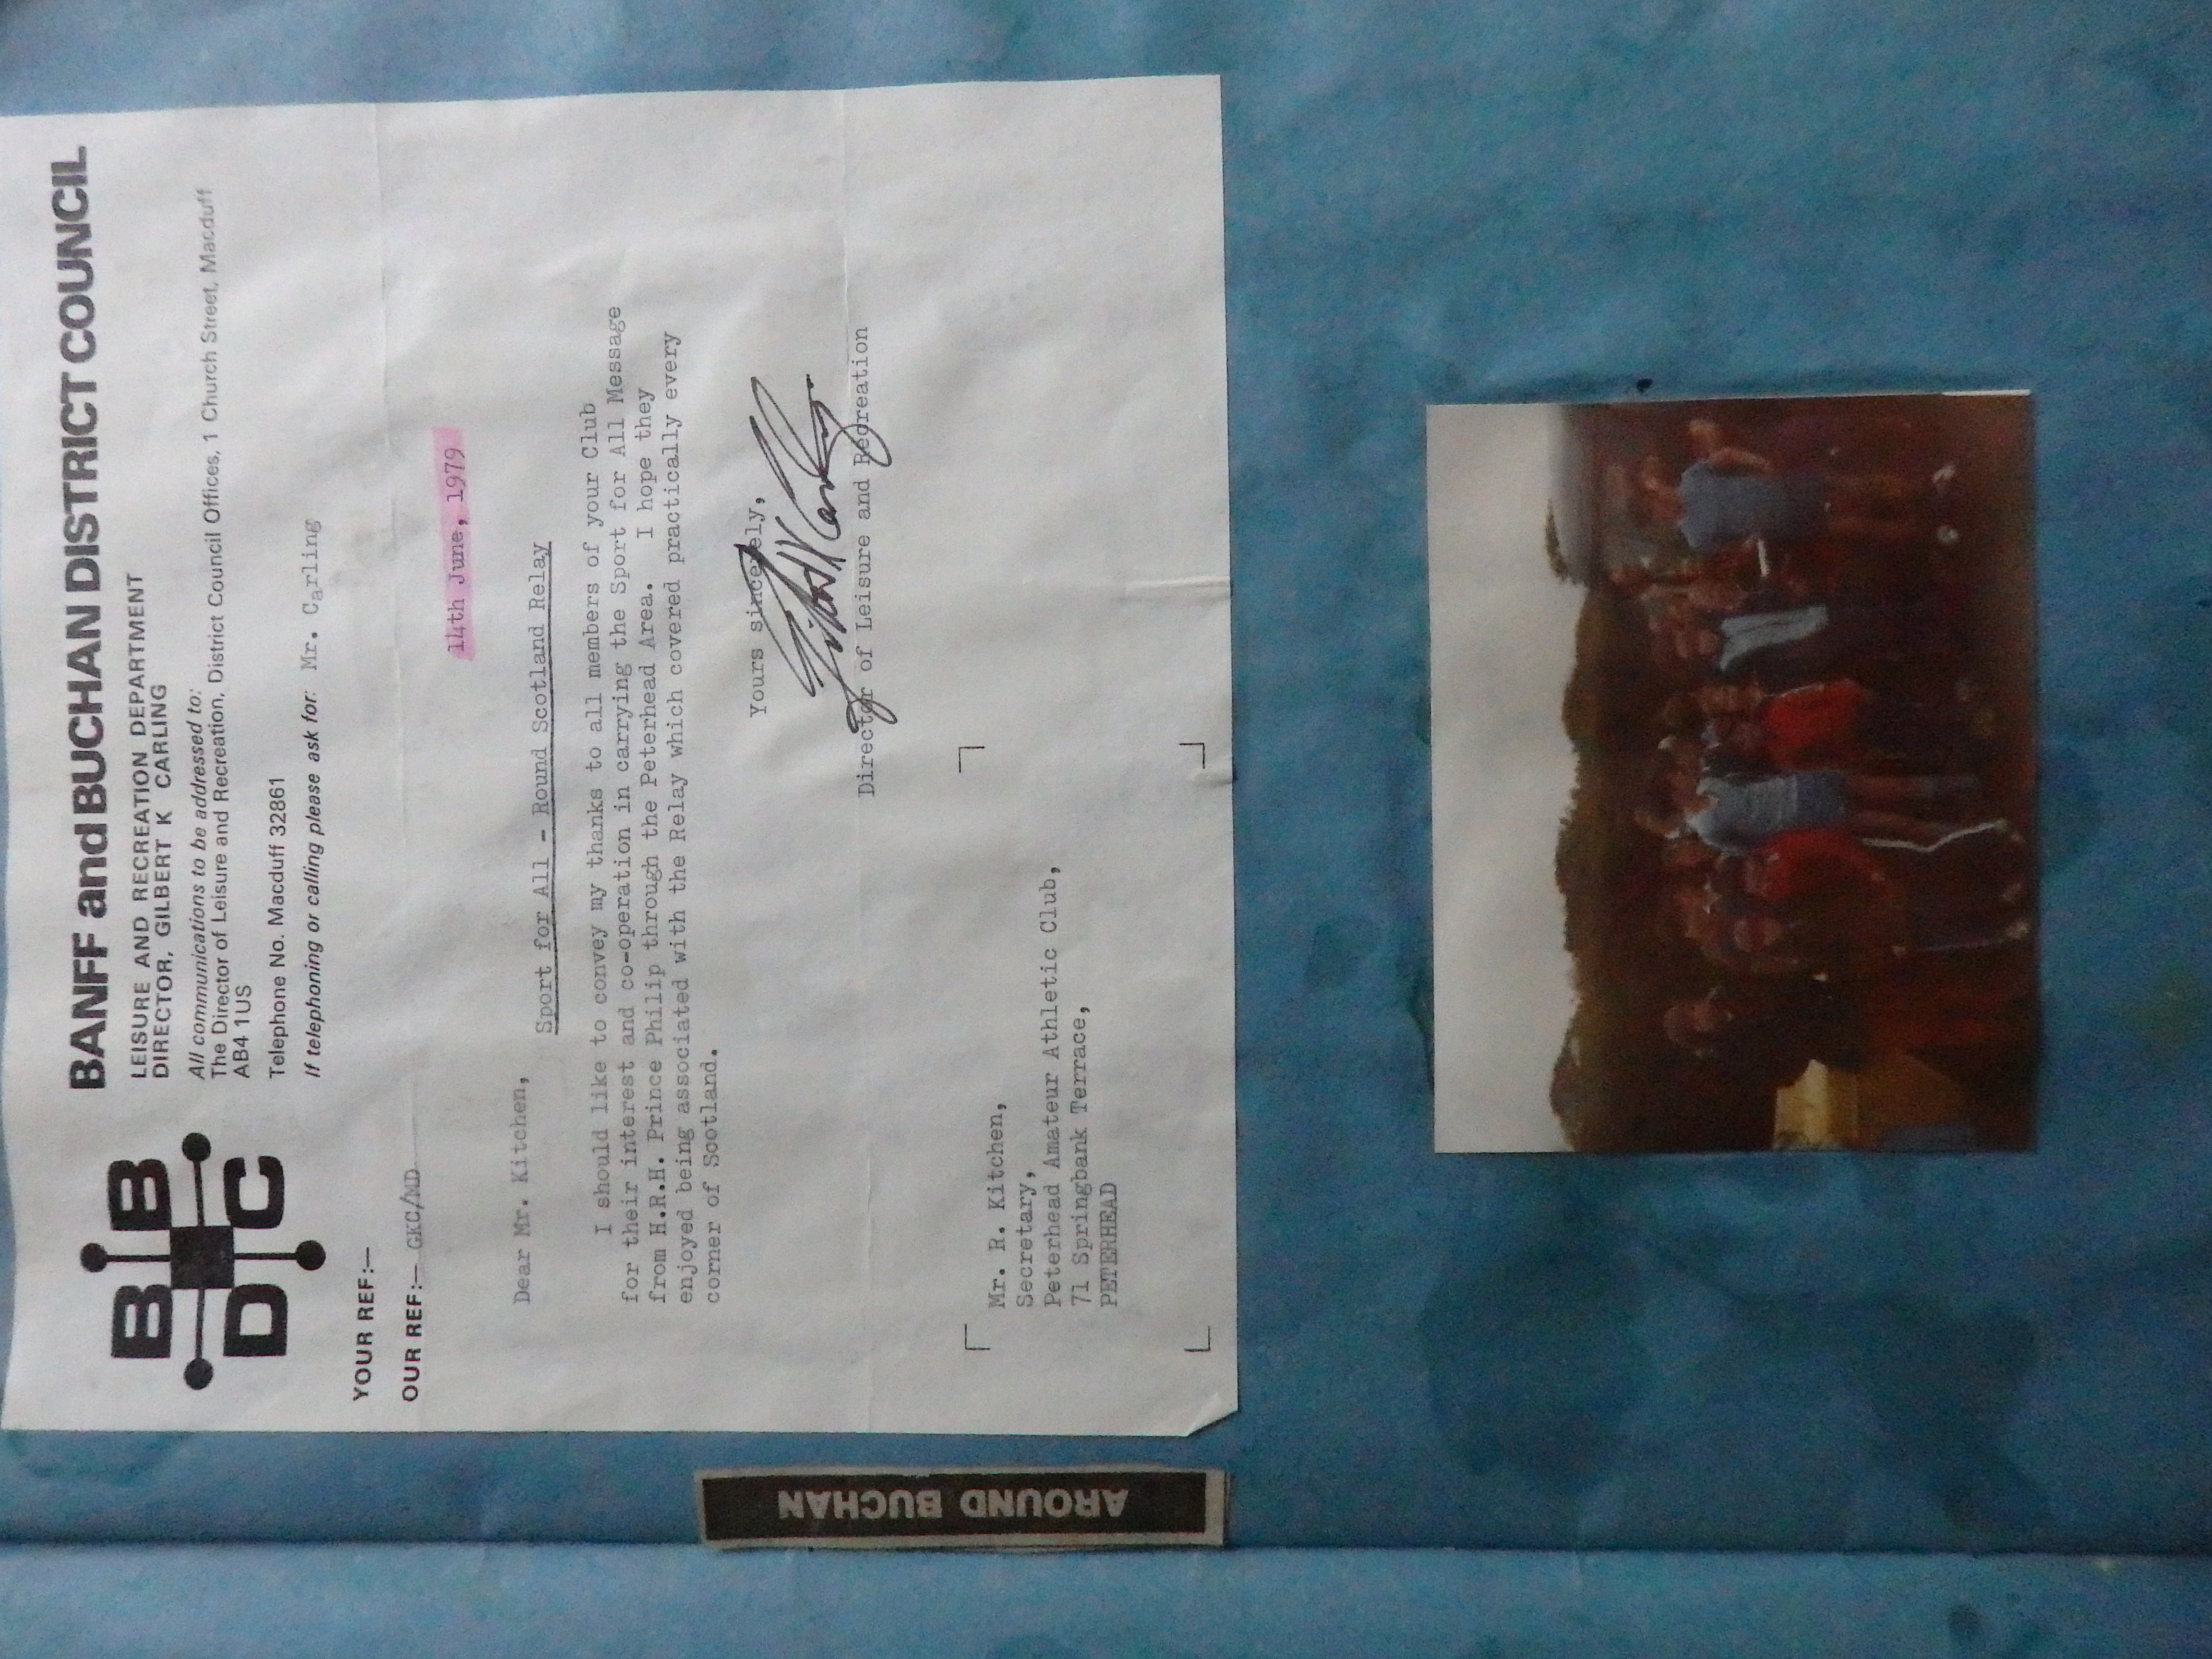 BANFF and BUCHAN DISTRICT COUNCIL
B B
D C
LEISURE AND RECREATION DEPARTMENT
DIRECTOR, GILBERT K CARLING
All communications to be addressed to:
The Director of Leisure and Recreation, District Council Offices, 1 Church Street, Macduff
AB4 1US
Telephone No. Macduff 32861
If telephoning or calling please ask for: Mr. Carling
YOUR REF:—
OUR REF:— GKC/MD
14th June, 1979
Dear Mr. Kitchen,
Sport for All - Round Scotland Relay
I should like to convey my thanks to all members of your Club
for their interest and co-operation in carrying the Sport for All Message
from H.R.H. Prince Philip through the Peterhead Area. I hope they
enjoyed being associated with the Relay which covered practically every
corner of Scotland.
Yours sincerely,
Director of Leisure and Recreation
Mr. R. Kitchen,
Secretary,
Peterhead Amateur Athletic Club,
71 Springbank Terrace,
PETERHEAD
AROUND BUCHAN